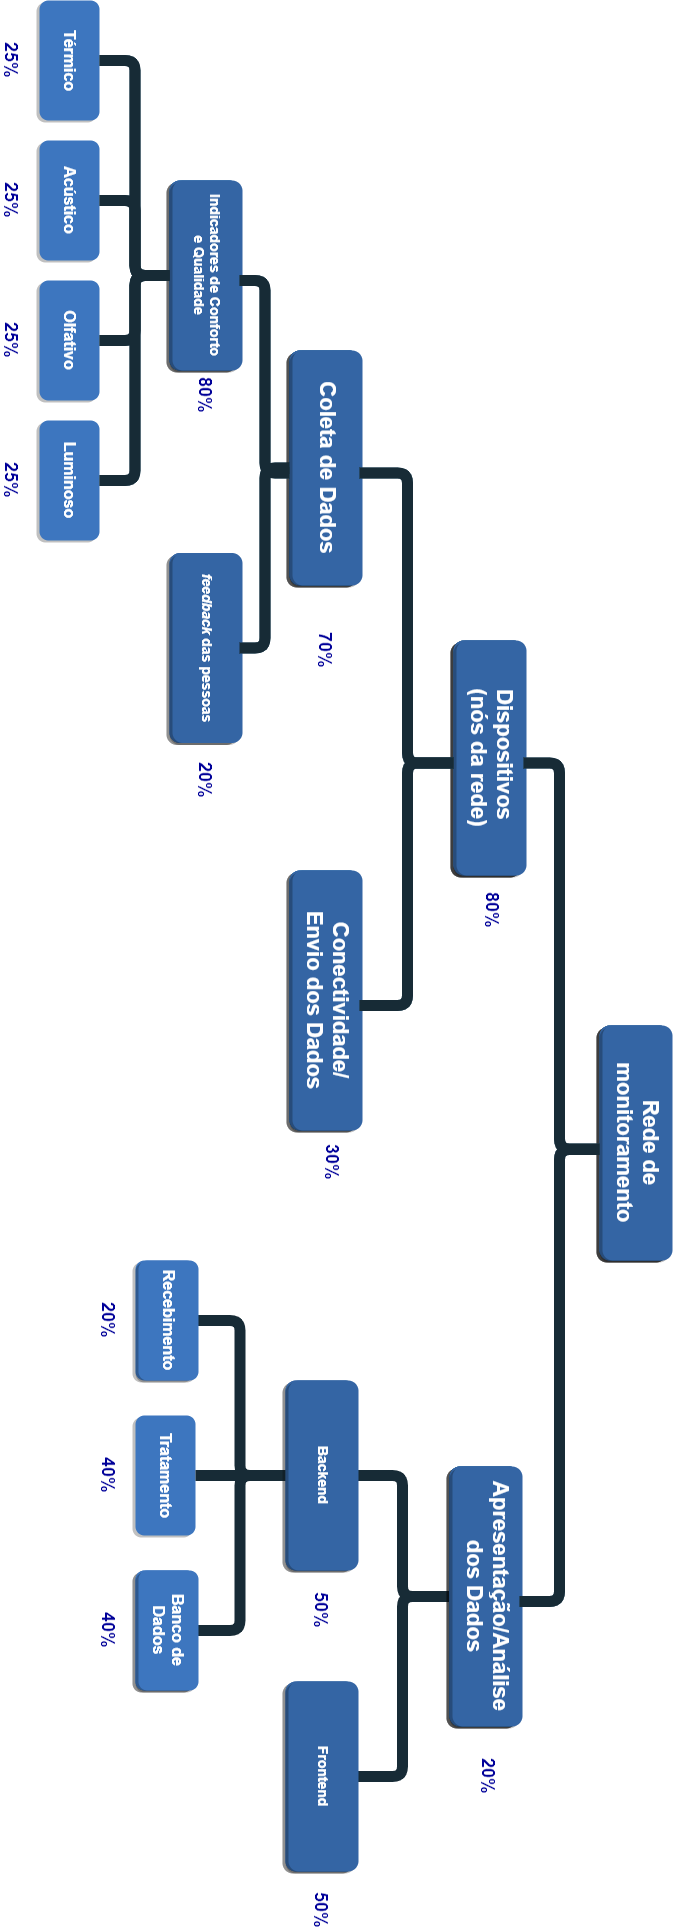 Rede de
monitoramento
Dispositivos
(nós da rede)
80%
Apresentação/Análise
dos Dados
20%
Coleta de Dados
70%
Conectividade/
Envio dos Dados
30%
Backend
50%
Frontend
50%
Indicadores de Conforto
e Qualidade
80%
feedback das pessoas
20%
Recebimento
20%
Tratamento
40%
Banco de
Dados
40%
Térmico
25%
Acústico
25%
Olfativo
25%
Luminoso
25%